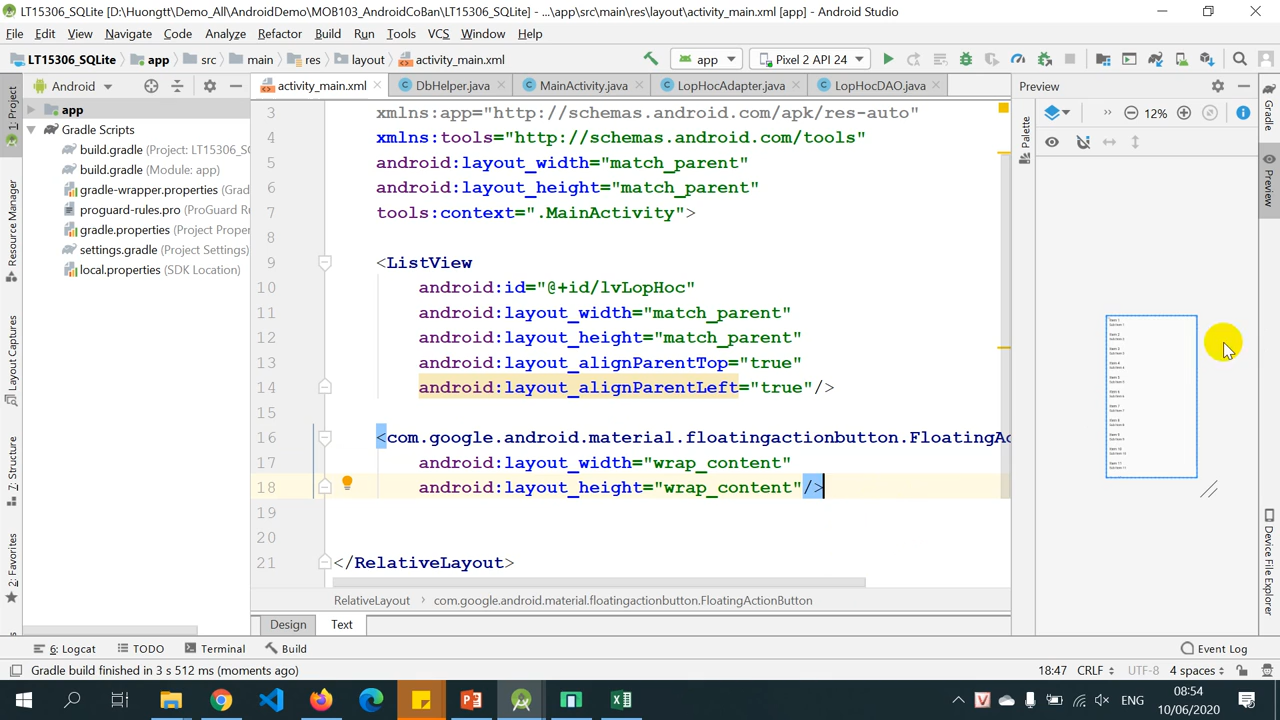 LT15306_SQLite [D:\Huongtt\Demo_All\AndroidDemo\MOB103_AndroidCoBan\LT15306_SQLite] - ...\app\src\main\res\layout\activity_main.xml [app] - Android Studio
File Edit View Navigate Code Analyze Refactor Build Run Tools VCS Window Help
LT15306_SQLite app src main res layout activity_main.xml app Pixel 2 API 24
Android activity_main.xml DbHelper.java MainActivity.java LopHocAdapter.java LopHocDAO.java Preview
1: Project
Resource Manager
Layout Captures
7: Structure
2: Favorites
app
Gradle Scripts
build.gradle (Project: LT15306_S
build.gradle (Module: app)
gradle-wrapper.properties (Grad
proguard-rules.pro (ProGuard Ru
gradle.properties (Project Proper
settings.gradle (Project Settings)
local.properties (SDK Location)
3 xmlns:app="http://schemas.android.com/apk/res-auto"
4 xmlns:tools="http://schemas.android.com/tools"
5 android:layout_width="match_parent"
6 android:layout_height="match_parent"
7 tools:context=".MainActivity">
8
9 <ListView
10 android:id="@+id/lvLopHoc"
11 android:layout_width="match_parent"
12 android:layout_height="match_parent"
13 android:layout_alignParentTop="true"
14 android:layout_alignParentLeft="true"/>
15
16 <com.google.android.material.floatingactionbutton.FloatingAc
17 android:layout_width="wrap_content"
18 android:layout_height="wrap_content"/>
19
20
21 </RelativeLayout>
RelativeLayout › com.google.android.material.floatingactionbutton.FloatingActionButton
Design Text
Palette
» 12%
Gradle
Preview
Device File Explorer
6: Logcat TODO Terminal Build Event Log
Gradle build finished in 3 s 512 ms (moments ago) 18:47 CRLF UTF-8 4 spaces
ENG 08:54
10/06/2020